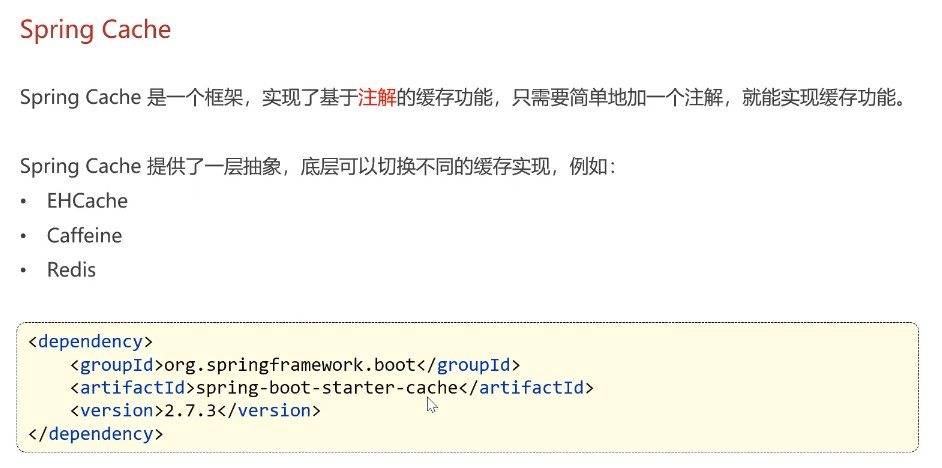 Spring Cache
Spring Cache 是一个框架，实现了基于注解的缓存功能，只需要简单地加一个注解，就能实现缓存功能。
Spring Cache 提供了一层抽象，底层可以切换不同的缓存实现，例如：
• EHCache
• Caffeine
• Redis
<dependency>
    <groupId>org.springframework.boot</groupId>
    <artifactId>spring-boot-starter-cache</artifactId>
    <version>2.7.3</version>
</dependency>